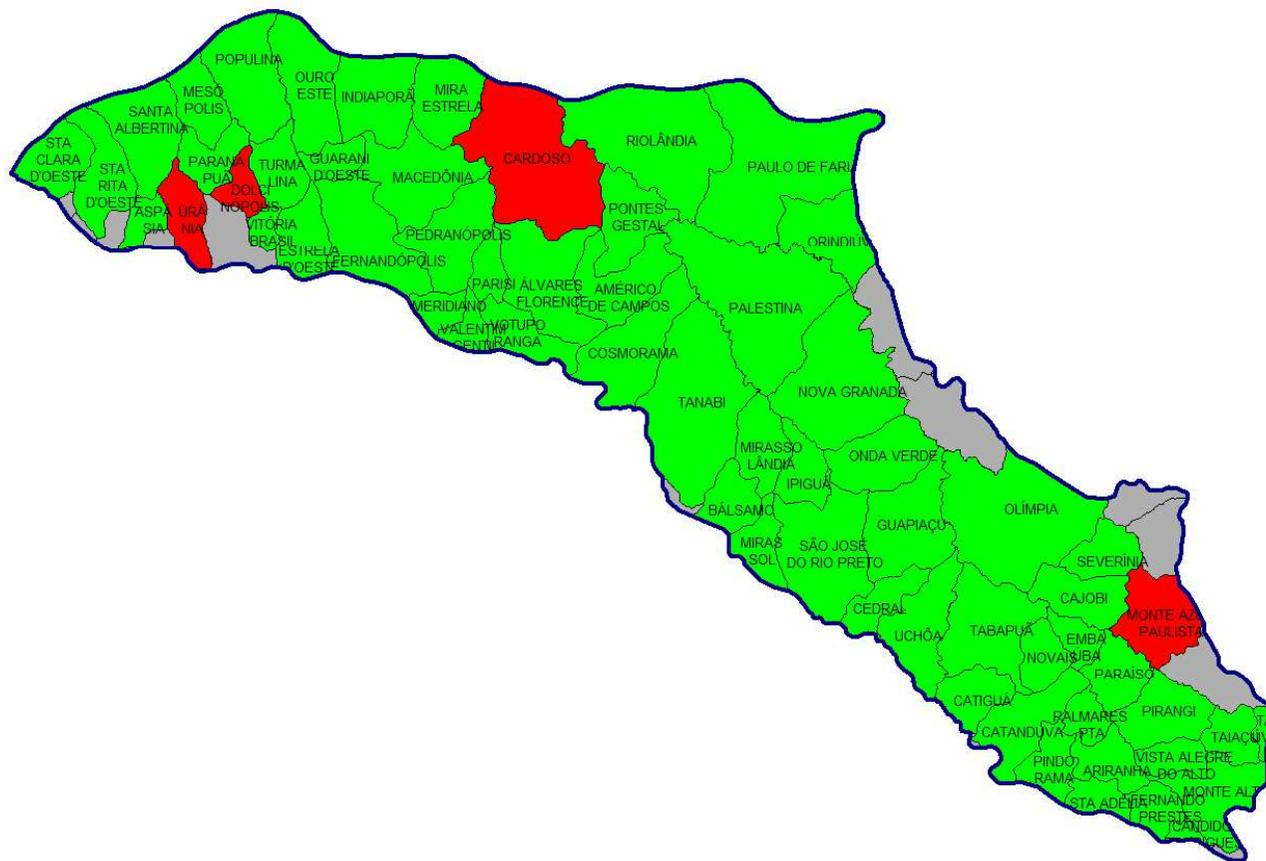 POPULINA
OURO
ESTE
INDIAPORÃ
MIRA
ESTRELA
MESO
POLIS
SANTA
ALBERTINA
STA
CLARA
D'OESTE
STA
RITA
D'OESTE
ASPA
SIA
URÂ
NIA
PARANA
PUÃ
DOLCI
NOPOLIS
TURMA
LINA
VITÓRIA
BRASIL
GUARANI
D'OESTE
ESTRELA
D'OESTE
MACEDÔNIA
FERNANDÓPOLIS
PEDRANÓPOLIS
CARDOSO
RIOLÂNDIA
PAULO DE FARI
PONTES
GESTAL
ORINDIÚV
MERIDIANO
PARISI
ÁLVARES
FLORENCE
AMÉRICO
DE CAMPOS
PALESTINA
VALENTIM
GENTIL
VOTUPO
RANGA
COSMORAMA
TANABI
NOVA GRANADA
MIRASSO
LÂNDIA
ONDA VERDE
IPIGUÁ
BÁLSAMO
MIRAS
SOL
SÃO JOSÉ
DO RIO PRETO
GUAPIAÇU
OLÍMPIA
SEVERÍNIA
CAJOBI
MONTE AZ
PAULISTA
CEDRAL
UCHÔA
TABAPUÃ
NOVAIS
EMBA
ÚBA
PARAÍSO
CATIGUÁ
CATANDUVA
PALMARES
PTA
PIRANGI
TAIAÇU
PINDO
RAMA
ARIRANHA
VISTA ALEGRE
DO ALTO
STA ADÉLIA
FERNANDO
PRESTES
MONTE ALT
CÂNDIDO